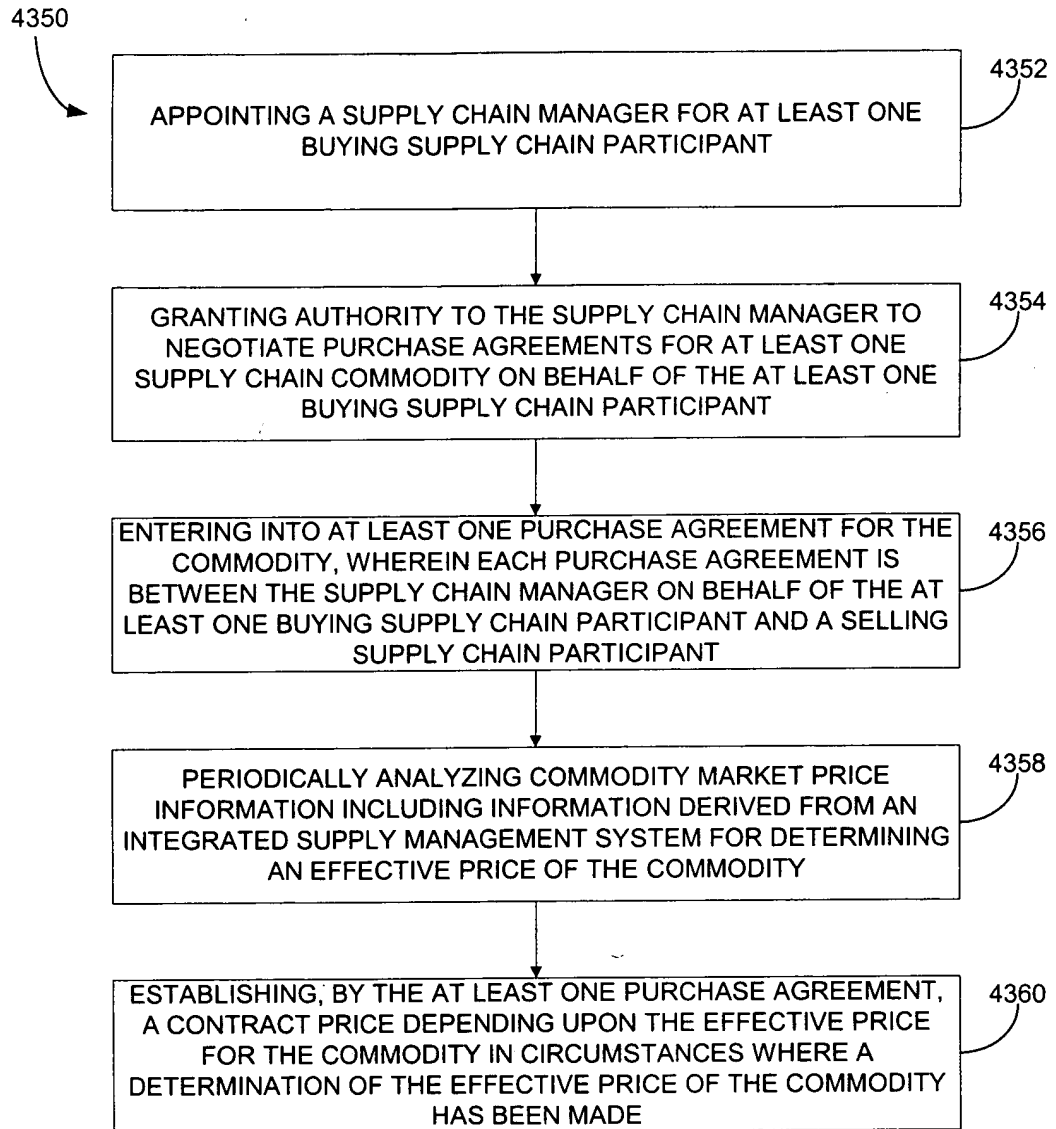 4350
4352
APPOINTING A SUPPLY CHAIN MANAGER FOR AT LEAST ONE
BUYING SUPPLY CHAIN PARTICIPANT
4354
GRANTING AUTHORITY TO THE SUPPLY CHAIN MANAGER TO
NEGOTIATE PURCHASE AGREEMENTS FOR AT LEAST ONE
SUPPLY CHAIN COMMODITY ON BEHALF OF THE AT LEAST ONE
BUYING SUPPLY CHAIN PARTICIPANT
4356
ENTERING INTO AT LEAST ONE PURCHASE AGREEMENT FOR THE
COMMODITY, WHEREIN EACH PURCHASE AGREEMENT IS
BETWEEN THE SUPPLY CHAIN MANAGER ON BEHALF OF THE AT
LEAST ONE BUYING SUPPLY CHAIN PARTICIPANT AND A SELLING
SUPPLY CHAIN PARTICIPANT
4358
PERIODICALLY ANALYZING COMMODITY MARKET PRICE
INFORMATION INCLUDING INFORMATION DERIVED FROM AN
INTEGRATED SUPPLY MANAGEMENT SYSTEM FOR DETERMINING
AN EFFECTIVE PRICE OF THE COMMODITY
4360
ESTABLISHING, BY THE AT LEAST ONE PURCHASE AGREEMENT,
A CONTRACT PRICE DEPENDING UPON THE EFFECTIVE PRICE
FOR THE COMMODITY IN CIRCUMSTANCES WHERE A
DETERMINATION OF THE EFFECTIVE PRICE OF THE COMMODITY
HAS BEEN MADE